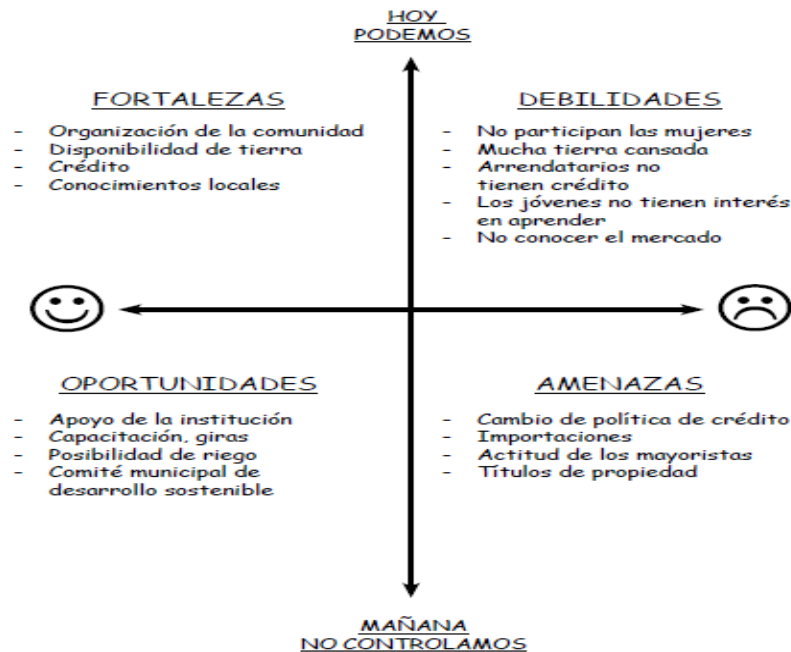 HOY
PODEMOS
FORTALEZAS
- Organización de la comunidad
- Disponibilidad de tierra
- Crédito
- Conocimientos locales
DEBILIDADES
- No participan las mujeres
- Mucha tierra cansada
- Arrendatarios no
tienen crédito
- Los jóvenes no tienen interés
en aprender
- No conocer el mercado
OPORTUNIDADES
- Apoyo de la institución
- Capacitación, giras
- Posibilidad de riego
- Comité municipal de
desarrollo sostenible
AMENAZAS
- Cambio de política de crédito
- Importaciones
- Actitud de los mayoristas
- Títulos de propiedad
MAÑANA
NO CONTROLAMOS